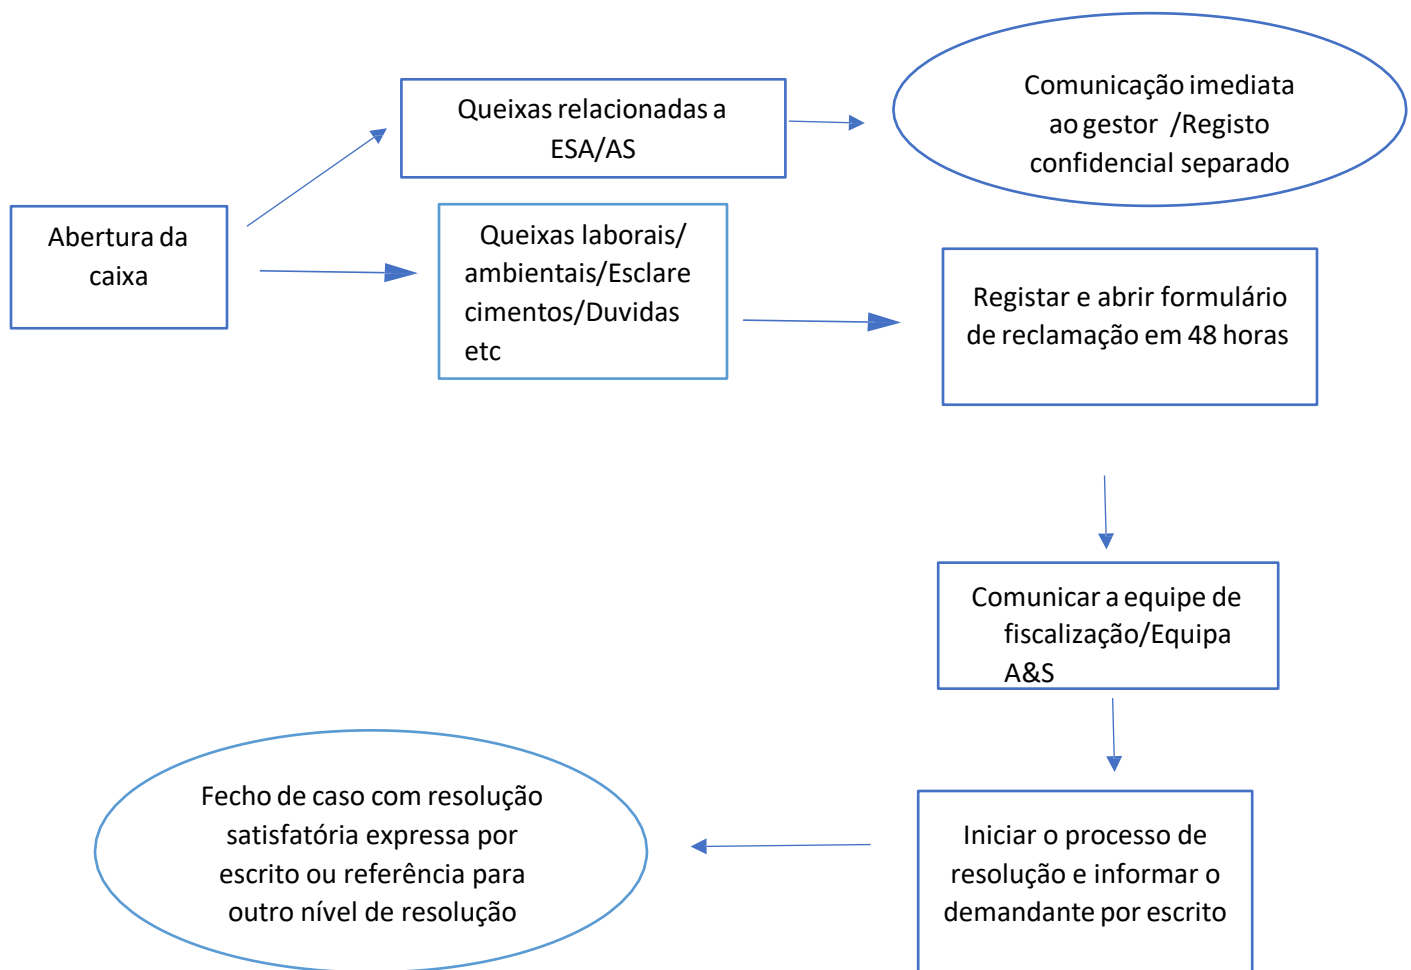 Queixas relacionadas a
ESA/AS
Comunicação imediata
ao gestor /Registo
confidencial separado
Abertura da
caixa
Queixas laborais/
ambientais/Esclare
cimentos/Duvidas
etc
Registar e abrir formulário
de reclamação em 48 horas
Comunicar a equipe de
fiscalização/Equipa
A&S
Iniciar o processo de
resolução e informar o
demandante por escrito
Fecho de caso com resolução
satisfatória expressa por
escrito ou referência para
outro nível de resolução